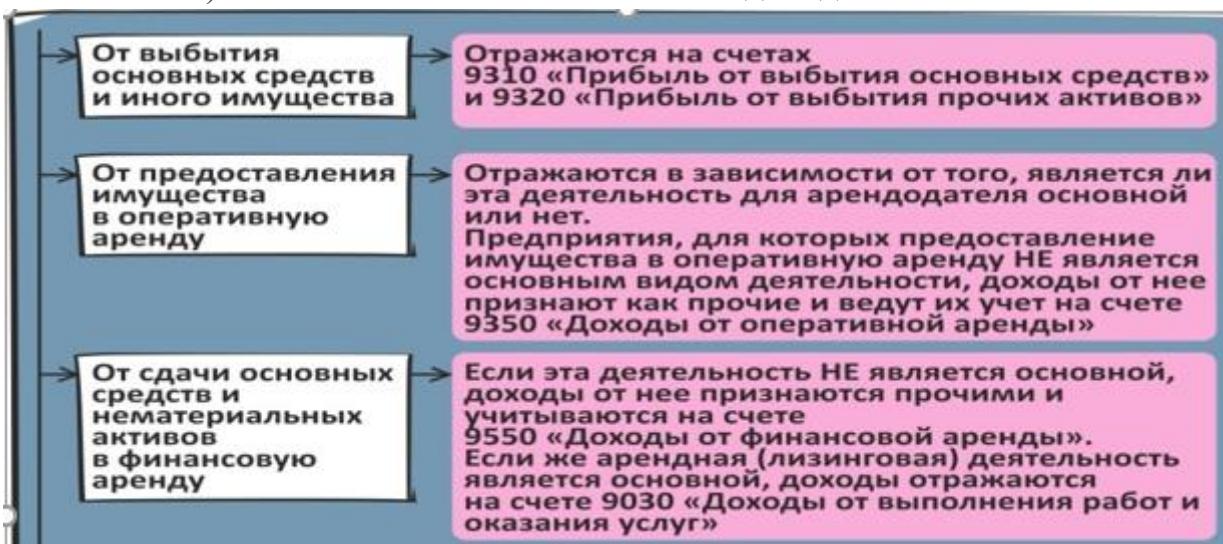 От выбытия
основных средств
и иного имущества
Отражаются на счетах
9310 «Прибыль от выбытия основных средств»
и 9320 «Прибыль от выбытия прочих активов»
От предоставления
имущества
в оперативную
аренду
Отражаются в зависимости от того, является ли
эта деятельность для арендодателя основной
или нет.
Предприятия, для которых предоставление
имущества в оперативную аренду НЕ является
основным видом деятельности, доходы от нее
признают как прочие и ведут их учет на счете
9350 «Доходы от оперативной аренды»
От сдачи основных
средств и
нематериальных
активов
в финансовую
аренду
Если эта деятельность НЕ является основной,
доходы от нее признаются прочими и
учитываются на счете
9550 «Доходы от финансовой аренды».
Если же арендная (лизинговая) деятельность
является основной, доходы отражаются
на счете 9030 «Доходы от выполнения работ и
оказания услуг»